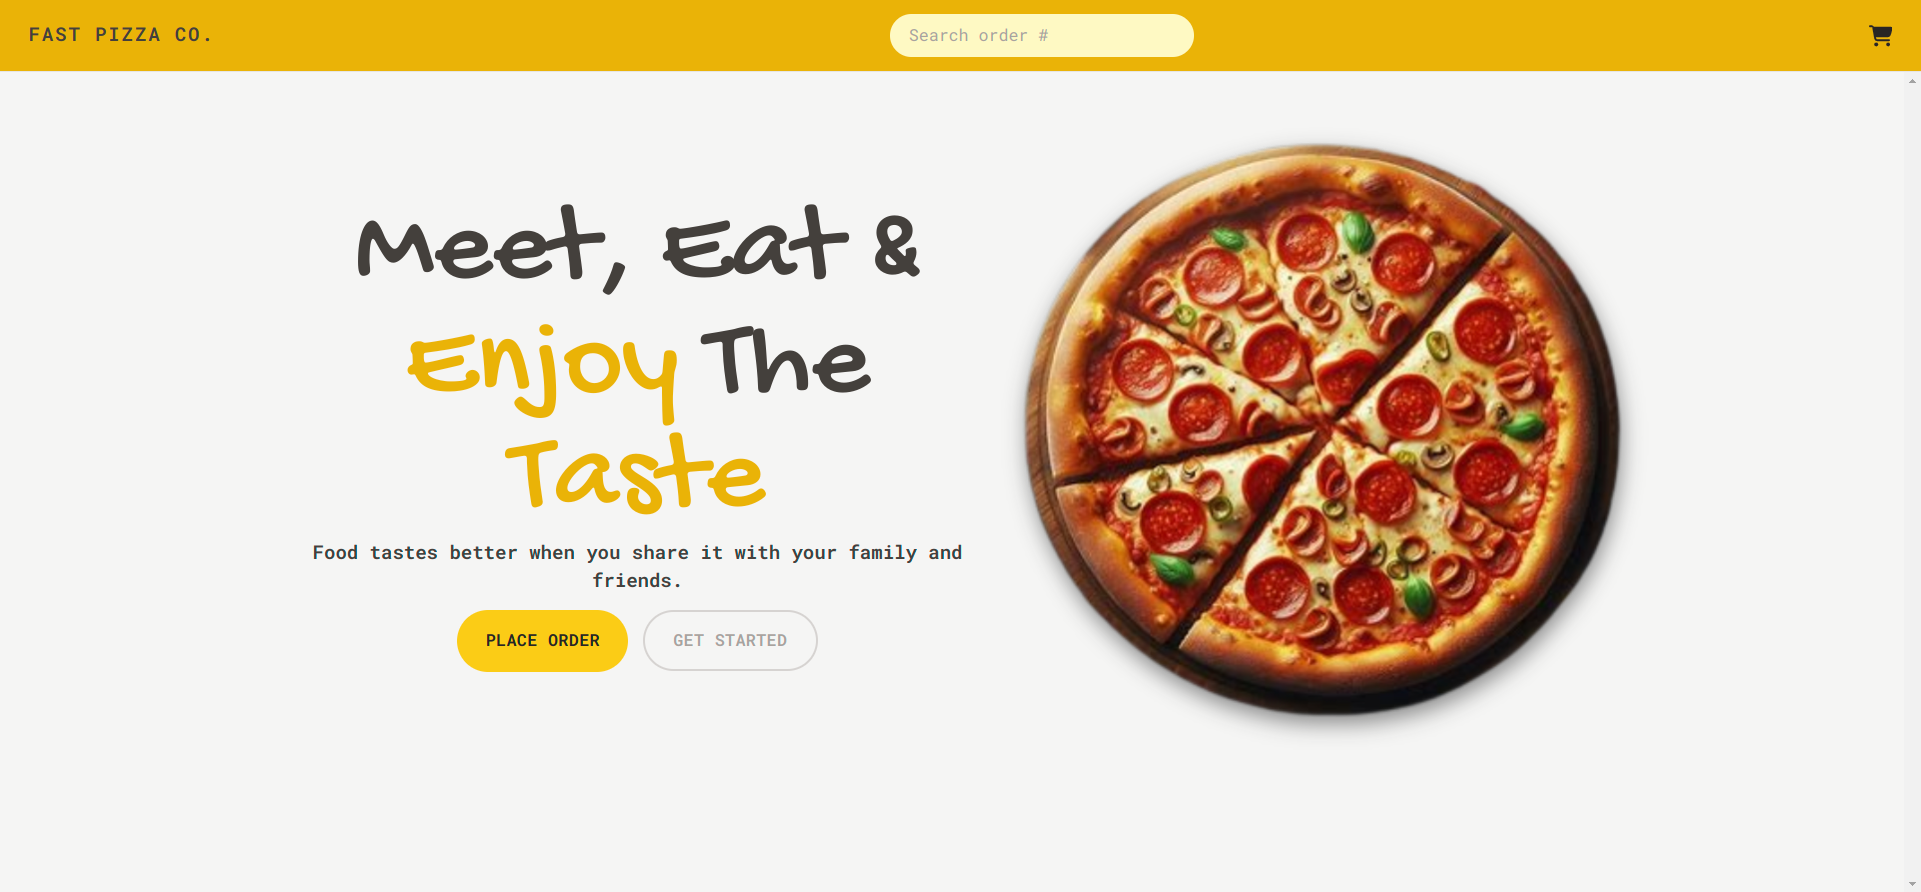 FAST PIZZA CO.
Search order #
Meet, Eat &
Enjoy The
Taste
Food tastes better when you share it with your family and
friends.
PLACE ORDER
GET STARTED